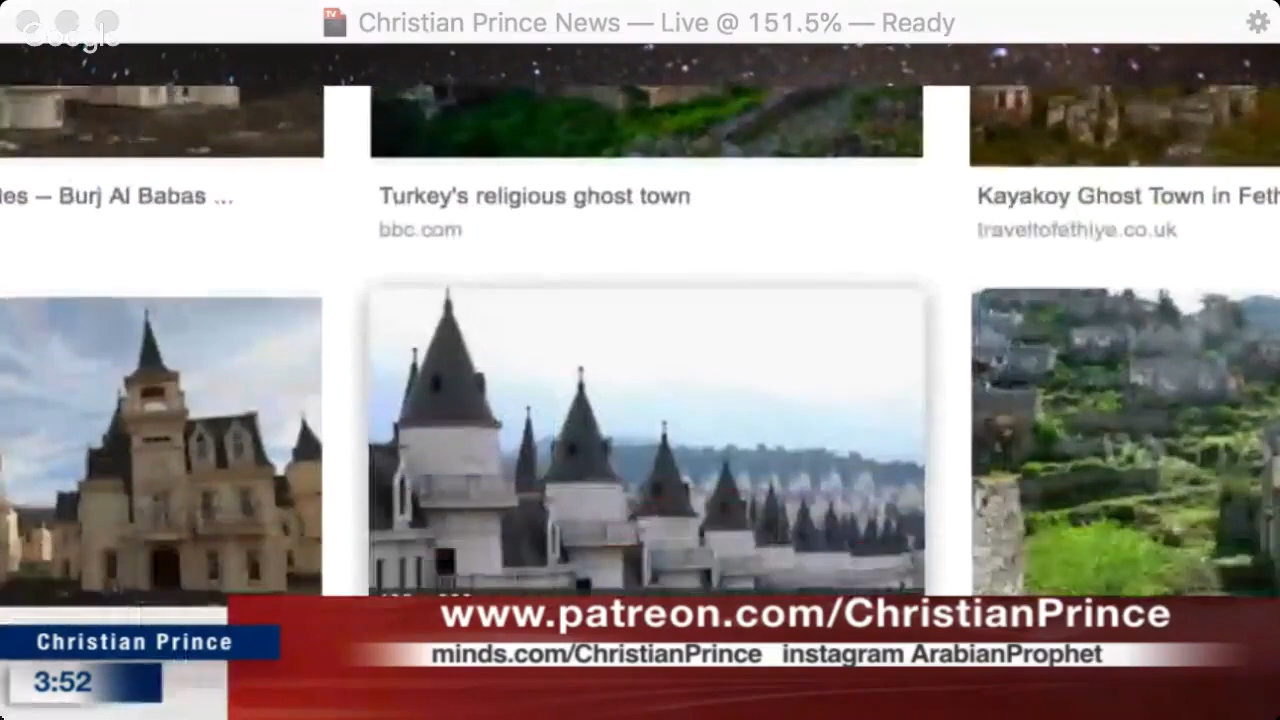 Christian Prince News — Live @ 151.5% — Ready
Google
les — Burj Al Babas ...
Turkey's religious ghost town
bbc.com
Kayakoy Ghost Town in Feth
traveltofethiye.co.uk
www.patreon.com/ChristianPrince
Christian Prince
minds.com/ChristianPrince instagram ArabianProphet
3:52